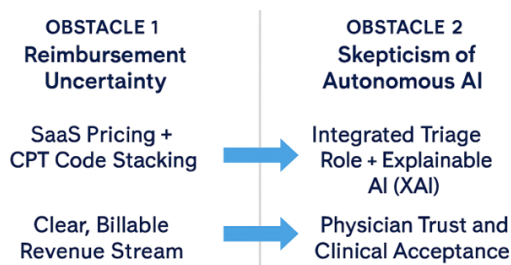 OBSTACLE 1
Reimbursement
Uncertainty
SaaS Pricing +
CPT Code Stacking
Clear, Billable
Revenue Stream
OBSTACLE 2
Skepticism of
Autonomous AI
Integrated Triage
Role + Explainable
AI (XAI)
Physician Trust and
Clinical Acceptance